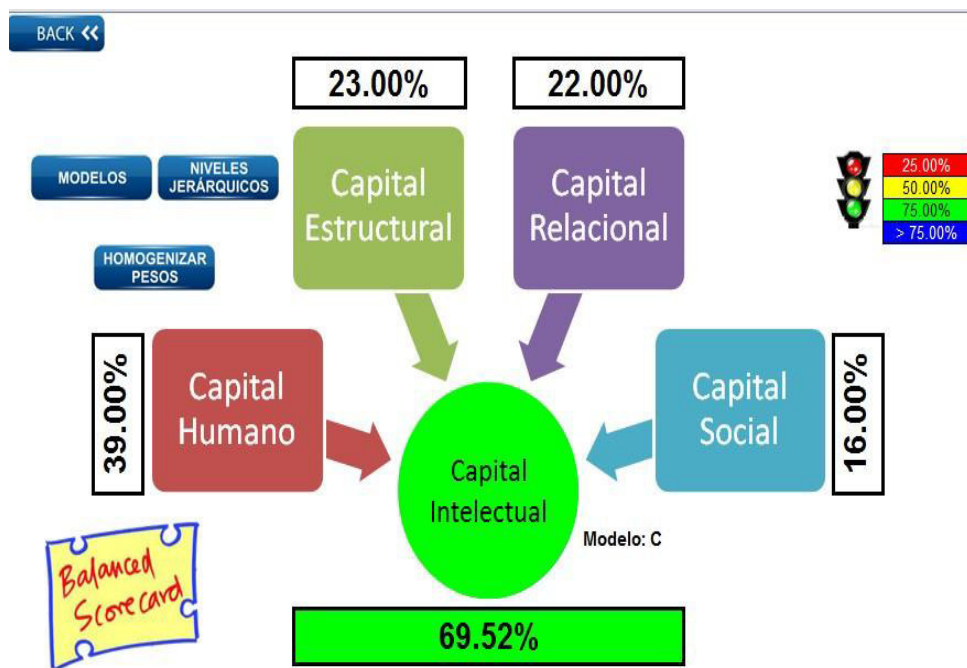 BACK <<
23.00%
22.00%
MODELOS
NIVELES
JERÁRQUICOS
HOMOGENIZAR
PESOS
Capital
Estructural
Capital
Relacional
25.00%
50.00%
75.00%
> 75.00%
39.00%
Capital
Humano
Capital
Social
16.00%
Capital
Intelectual
Modelo: C
Balanced
Scorecard
69.52%